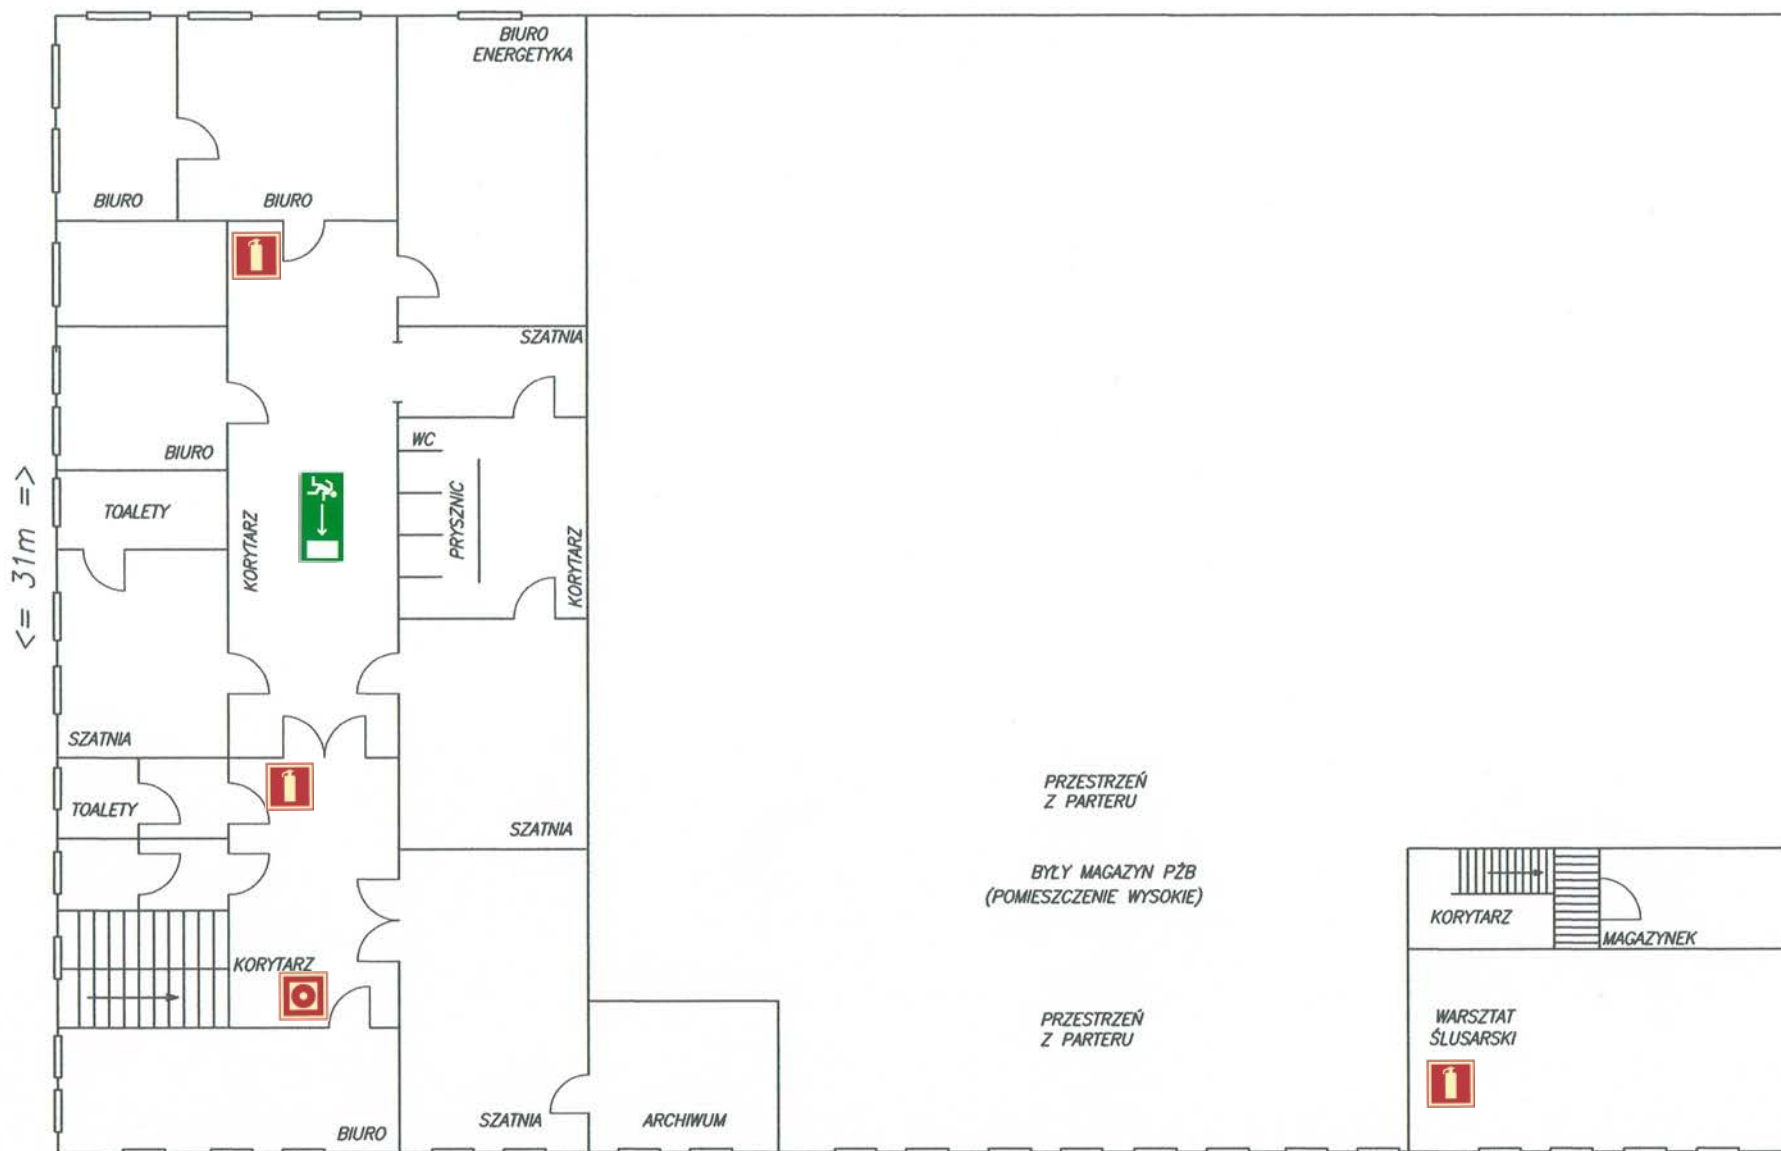 BIURO
ENERGETYKA
BIURO
BIURO
SZATNIA
WC
BIURO
TOALETY
KORYTARZ
PRYSZNIC
KORYTARZ
<= 31m =>
SZATNIA
TOALETY
SZATNIA
PRZESTRZEŃ
Z PARTERU
BYŁY MAGAZYN PŻB
(POMIESZCZENIE WYSOKIE)
KORYTARZ
MAGAZYNEK
KORYTARZ
PRZESTRZEŃ
Z PARTERU
WARSZTAT
ŚLUSARSKI
BIURO
SZATNIA
ARCHIWUM